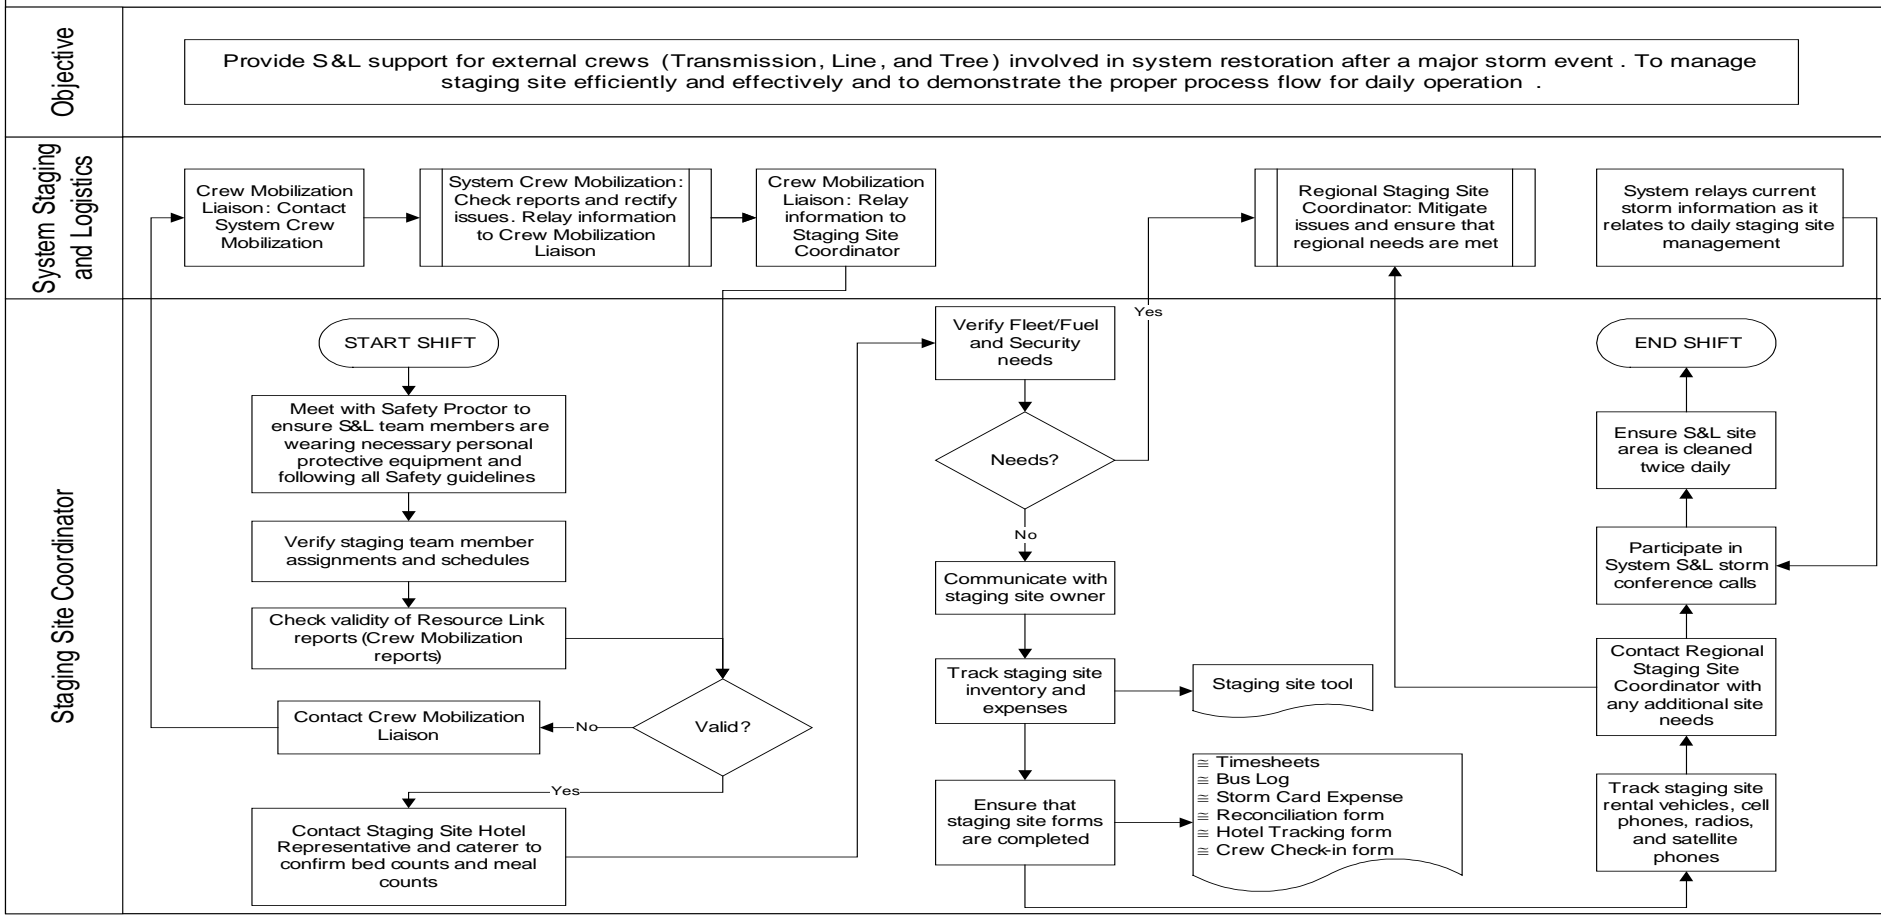 Objective
Provide S&L support for external crews (Transmission, Line, and Tree) involved in system restoration after a major storm event . To manage
staging site efficiently and effectively and to demonstrate the proper process flow for daily operation .
System Staging
and Logistics
Crew Mobilization
Liaison: Contact
System Crew
Mobilization
System Crew Mobilization:
Check reports and rectify
issues. Relay information
to Crew Mobilization
Liaison
Crew Mobilization
Liaison: Relay
information to
Staging Site
Coordinator
Regional Staging Site
Coordinator: Mitigate
issues and ensure that
regional needs are met
System relays current
storm information as it
relates to daily staging site
management
Staging Site Coordinator
START SHIFT
Meet with Safety Proctor to
ensure S&L team members are
wearing necessary personal
protective equipment and
following all Safety guidelines
Verify staging team member
assignments and schedules
Check validity of Resource Link
reports (Crew Mobilization
reports)
Valid?
No
Contact Crew Mobilization
Liaison
Yes
Contact Staging Site Hotel
Representative and caterer to
confirm bed counts and meal
counts
Verify Fleet/Fuel
and Security
needs
Needs?
Yes
No
Communicate with
staging site owner
Track staging site
inventory and
expenses
Staging site tool
Ensure that
staging site forms
are completed
≅ Timesheets
≅ Bus Log
≅ Storm Card Expense
≅ Reconciliation form
≅ Hotel Tracking form
≅ Crew Check-in form
Track staging site
rental vehicles, cell
phones, radios,
and satellite
phones
Contact Regional
Staging Site
Coordinator with
any additional site
needs
Participate in
System S&L storm
conference calls
Ensure S&L site
area is cleaned
twice daily
END SHIFT